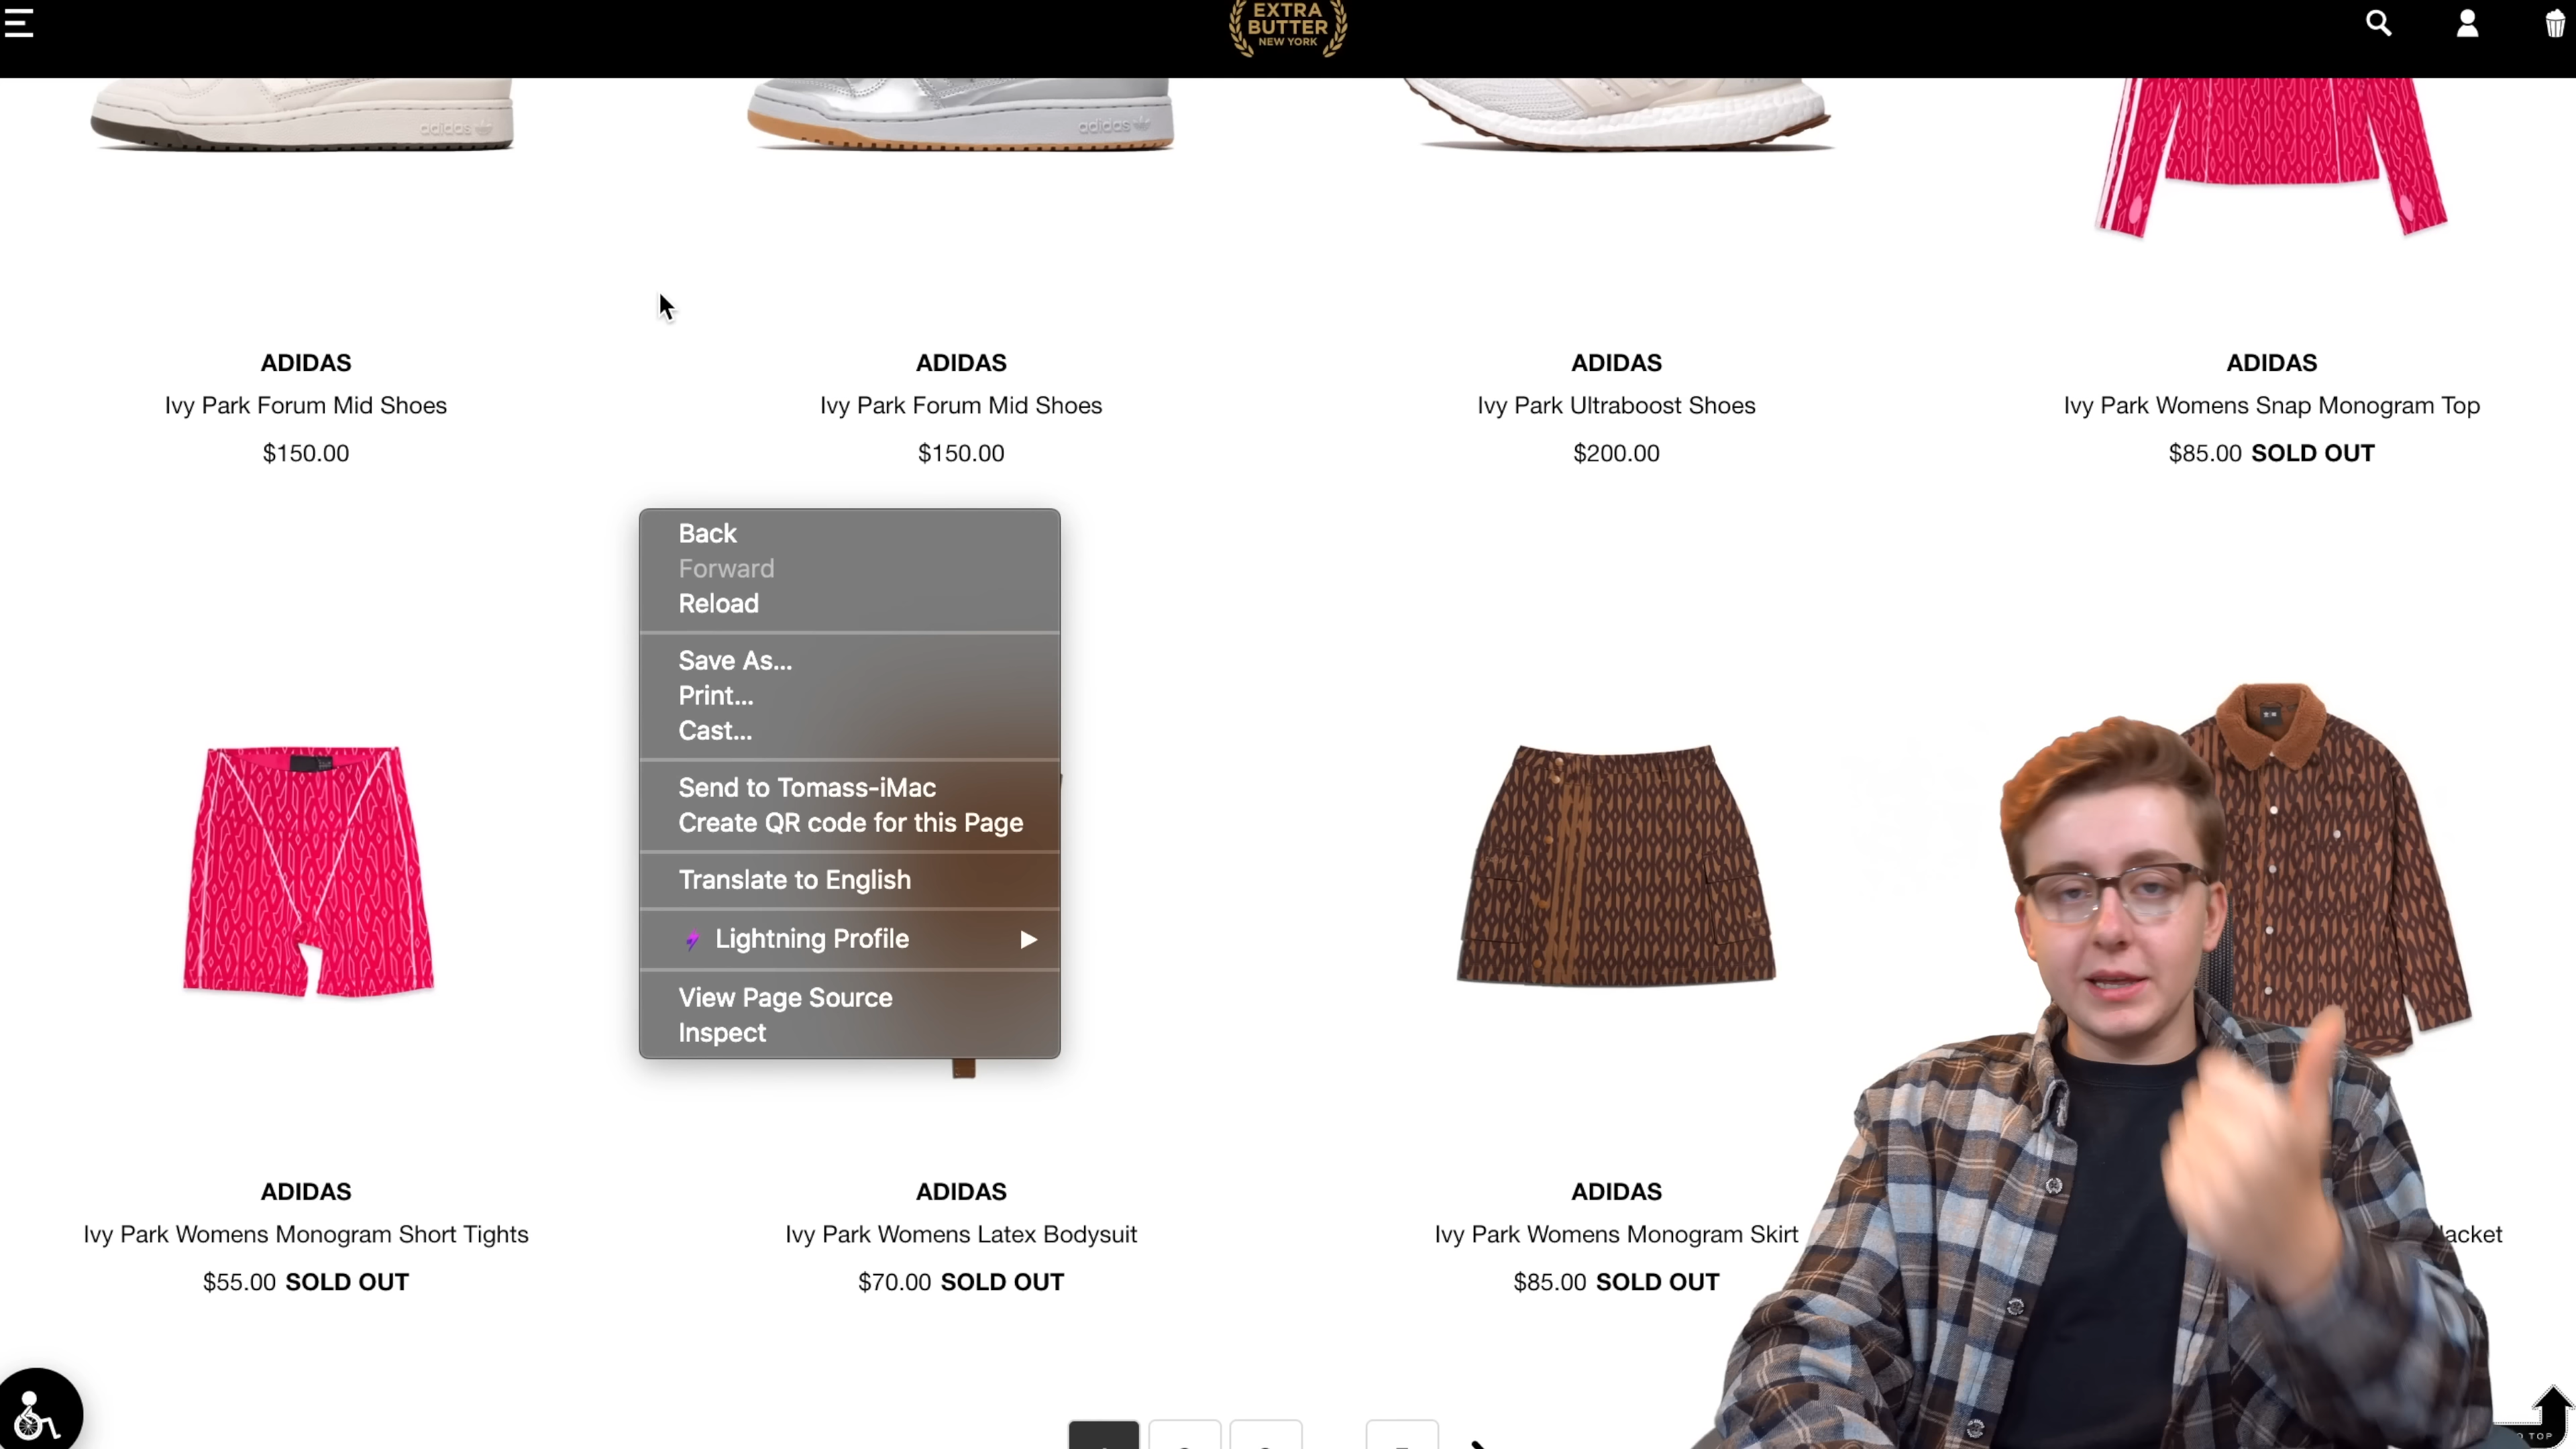 EXTRA
BUTTER
NEW YORK
adidas
adidas
ADIDAS
Ivy Park Forum Mid Shoes
$150.00
ADIDAS
Ivy Park Forum Mid Shoes
$150.00
ADIDAS
Ivy Park Ultraboost Shoes
$200.00
ADIDAS
Ivy Park Womens Snap Monogram Top
$85.00 SOLD OUT
Back
Forward
Reload
Save As...
Print...
Cast...
Send to Tomass-iMac
Create QR code for this Page
Translate to English
Lightning Profile
View Page Source
Inspect
ADIDAS
Ivy Park Womens Monogram Short Tights
$55.00 SOLD OUT
ADIDAS
Ivy Park Womens Latex Bodysuit
$70.00 SOLD OUT
ADIDAS
Ivy Park Womens Monogram Skirt
$85.00 SOLD OUT
Jacket
TOP